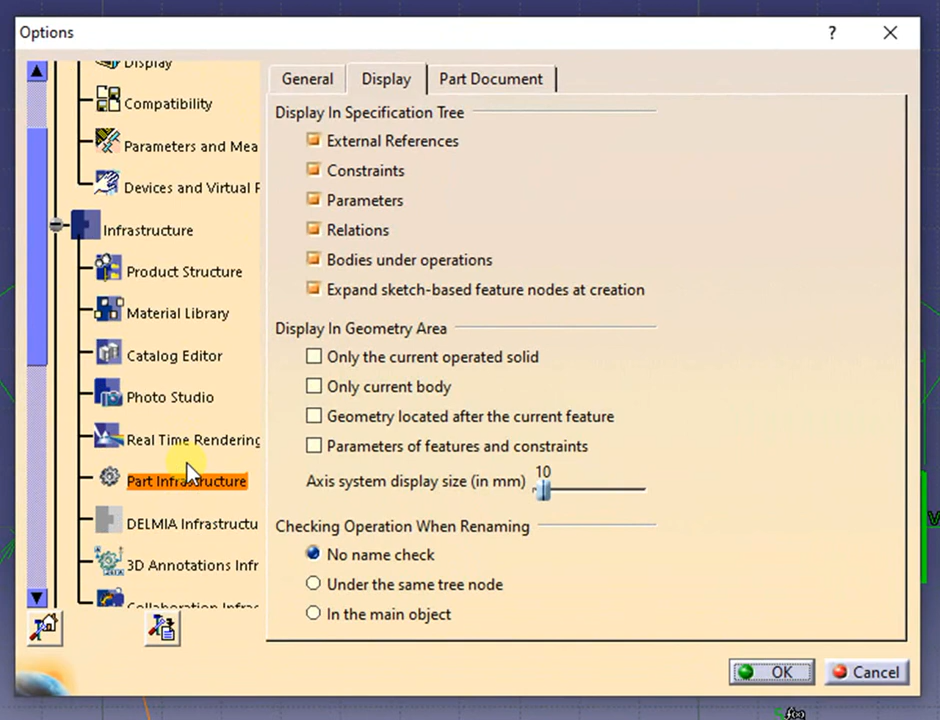 Options
?
Display
Compatibility
Parameters and Mea
Devices and Virtual P
Infrastructure
Product Structure
Material Library
Catalog Editor
Photo Studio
Real Time Rendering
Part Infrastructure
DELMIA Infrastructu
3D Annotations Infr
Collaboration Infras
General
Display
Part Document
Display In Specification Tree
External References
Constraints
Parameters
Relations
Bodies under operations
Expand sketch-based feature nodes at creation
Display In Geometry Area
Only the current operated solid
Only current body
Geometry located after the current feature
Parameters of features and constraints
Axis system display size (in mm)
10
Checking Operation When Renaming
No name check
Under the same tree node
In the main object
OK
Cancel